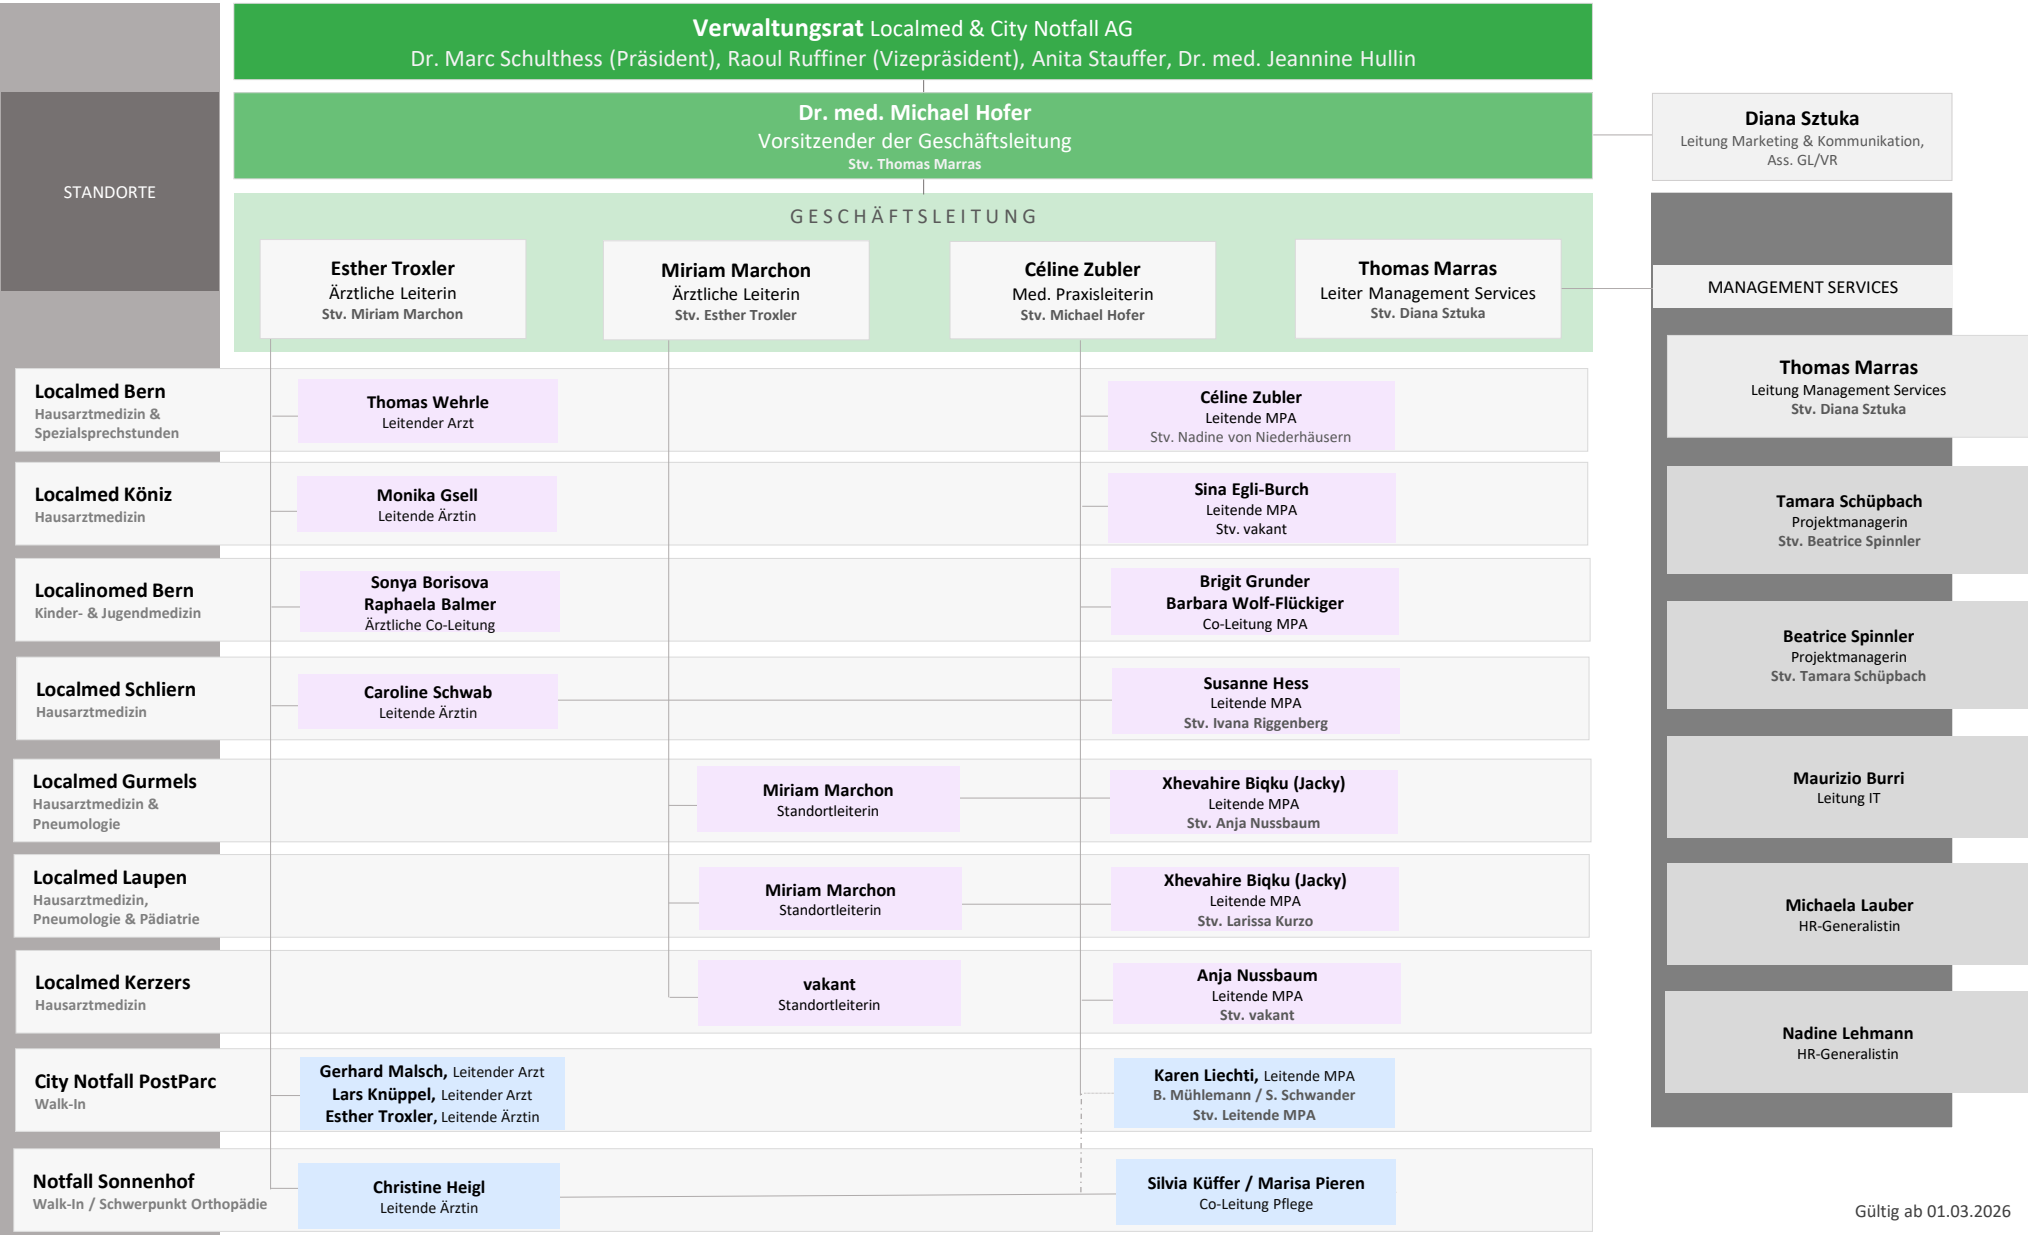 Verwaltungsrat Localmed & City Notfall AG
Dr. Marc Schulthess (Präsident), Raoul Ruffiner (Vizepräsident), Anita Stauffer, Dr. med. Jeannine Hullin
STANDORTE
Dr. med. Michael Hofer
Vorsitzender der Geschäftsleitung
Stv. Thomas Marras
Diana Sztuka
Leitung Marketing & Kommunikation,
Ass. GL/VR
GESCHÄFTSLEITUNG
Esther Troxler
Ärztliche Leiterin
Stv. Miriam Marchon
Miriam Marchon
Ärztliche Leiterin
Stv. Esther Troxler
Céline Zubler
Med. Praxisleiterin
Stv. Michael Hofer
Thomas Marras
Leiter Management Services
Stv. Diana Sztuka
MANAGEMENT SERVICES
Thomas Marras
Leitung Management Services
Stv. Diana Sztuka
Tamara Schüpbach
Projektmanagerin
Stv. Beatrice Spinnler
Beatrice Spinnler
Projektmanagerin
Stv. Tamara Schüpbach
Maurizio Burri
Leitung IT
Michaela Lauber
HR-Generalistin
Nadine Lehmann
HR-Generalistin
Localmed Bern
Hausarztmedizin &
Spezialsprechstunden
Thomas Wehrle
Leitender Arzt
Céline Zubler
Leitende MPA
Stv. Nadine von Niederhäusern
Localmed Köniz
Hausarztmedizin
Monika Gsell
Leitende Ärztin
Sina Egli-Burch
Leitende MPA
Stv. vakant
Localinomed Bern
Kinder- & Jugendmedizin
Sonya Borisova
Raphaela Balmer
Ärztliche Co-Leitung
Brigit Grunder
Barbara Wolf-Flückiger
Co-Leitung MPA
Localmed Schliern
Hausarztmedizin
Caroline Schwab
Leitende Ärztin
Susanne Hess
Leitende MPA
Stv. Ivana Riggenberg
Localmed Gurmels
Hausarztmedizin &
Pneumologie
Miriam Marchon
Standortleiterin
Xhevahire Biqku (Jacky)
Leitende MPA
Stv. Anja Nussbaum
Localmed Laupen
Hausarztmedizin,
Pneumologie & Pädiatrie
Miriam Marchon
Standortleiterin
Xhevahire Biqku (Jacky)
Leitende MPA
Stv. Larissa Kurzo
Localmed Kerzers
Hausarztmedizin
vakant
Standortleiterin
Anja Nussbaum
Leitende MPA
Stv. vakant
City Notfall PostParc
Walk-In
Gerhard Malsch, Leitender Arzt
Lars Knüppel, Leitender Arzt
Esther Troxler, Leitende Ärztin
Karen Liechti, Leitende MPA
B. Mühlemann / S. Schwander
Stv. Leitende MPA
Notfall Sonnenhof
Walk-In / Schwerpunkt Orthopädie
Christine Heigl
Leitende Ärztin
Silvia Küffer / Marisa Pieren
Co-Leitung Pflege
Gültig ab 01.03.2026